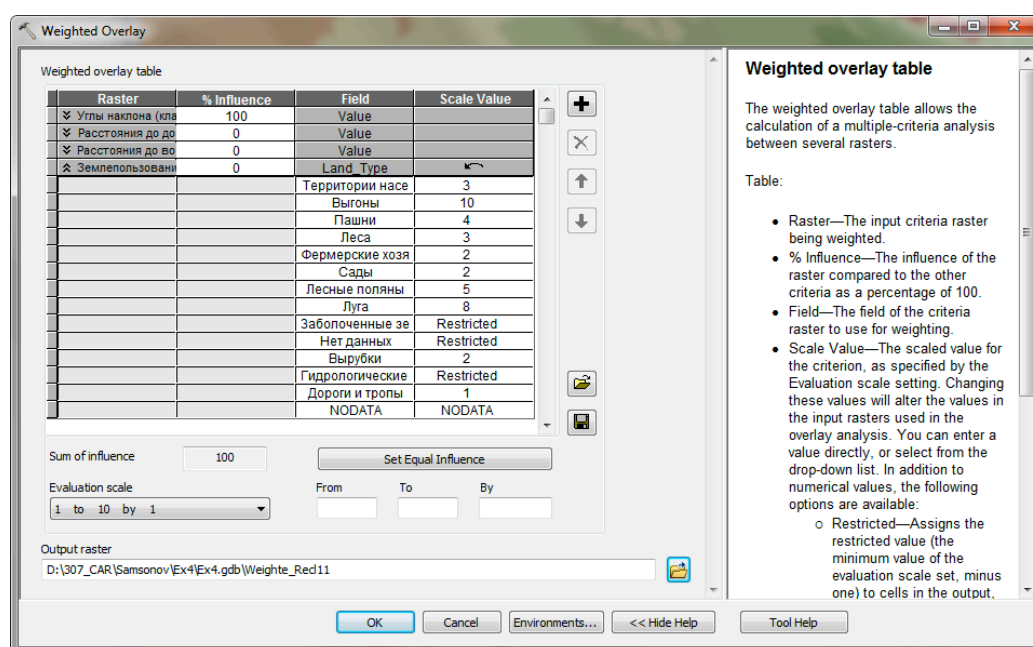 Weighted Overlay
Weighted overlay table
Raster % Influence Field Scale Value
Углы наклона (кла 100 Value
Расстояния до до 0 Value
Расстояния до во 0 Value
Землепользовани 0 Land_Type
Территории насе 3
Выгоны 10
Пашни 4
Леса 3
Фермерские хозя 2
Сады 2
Лесные поляны 5
Луга 8
Заболоченные зе Restricted
Нет данных Restricted
Вырубки 2
Гидрологические Restricted
Дороги и тропы 1
NODATA NODATA
Sum of influence 100 Set Equal Influence
Evaluation scale From To By
1 to 10 by 1
Output raster
D:\307_CAR\Samsonov\Ex4\Ex4.gdb\Weighte_Recl11
OK Cancel Environments... << Hide Help Tool Help
Weighted overlay table
The weighted overlay table allows the
calculation of a multiple-criteria analysis
between several rasters.
Table:
• Raster—The input criteria raster
being weighted.
• % Influence—The influence of the
raster compared to the other
criteria as a percentage of 100.
• Field—The field of the criteria
raster to use for weighting.
• Scale Value—The scaled value for
the criterion, as specified by the
Evaluation scale setting. Changing
these values will alter the values in
the input rasters used in the
overlay analysis. You can enter a
value directly, or select from the
drop-down list. In addition to
numerical values, the following
options are available:
o Restricted—Assigns the
restricted value (the
minimum value of the
evaluation scale set, minus
one) to cells in the output,